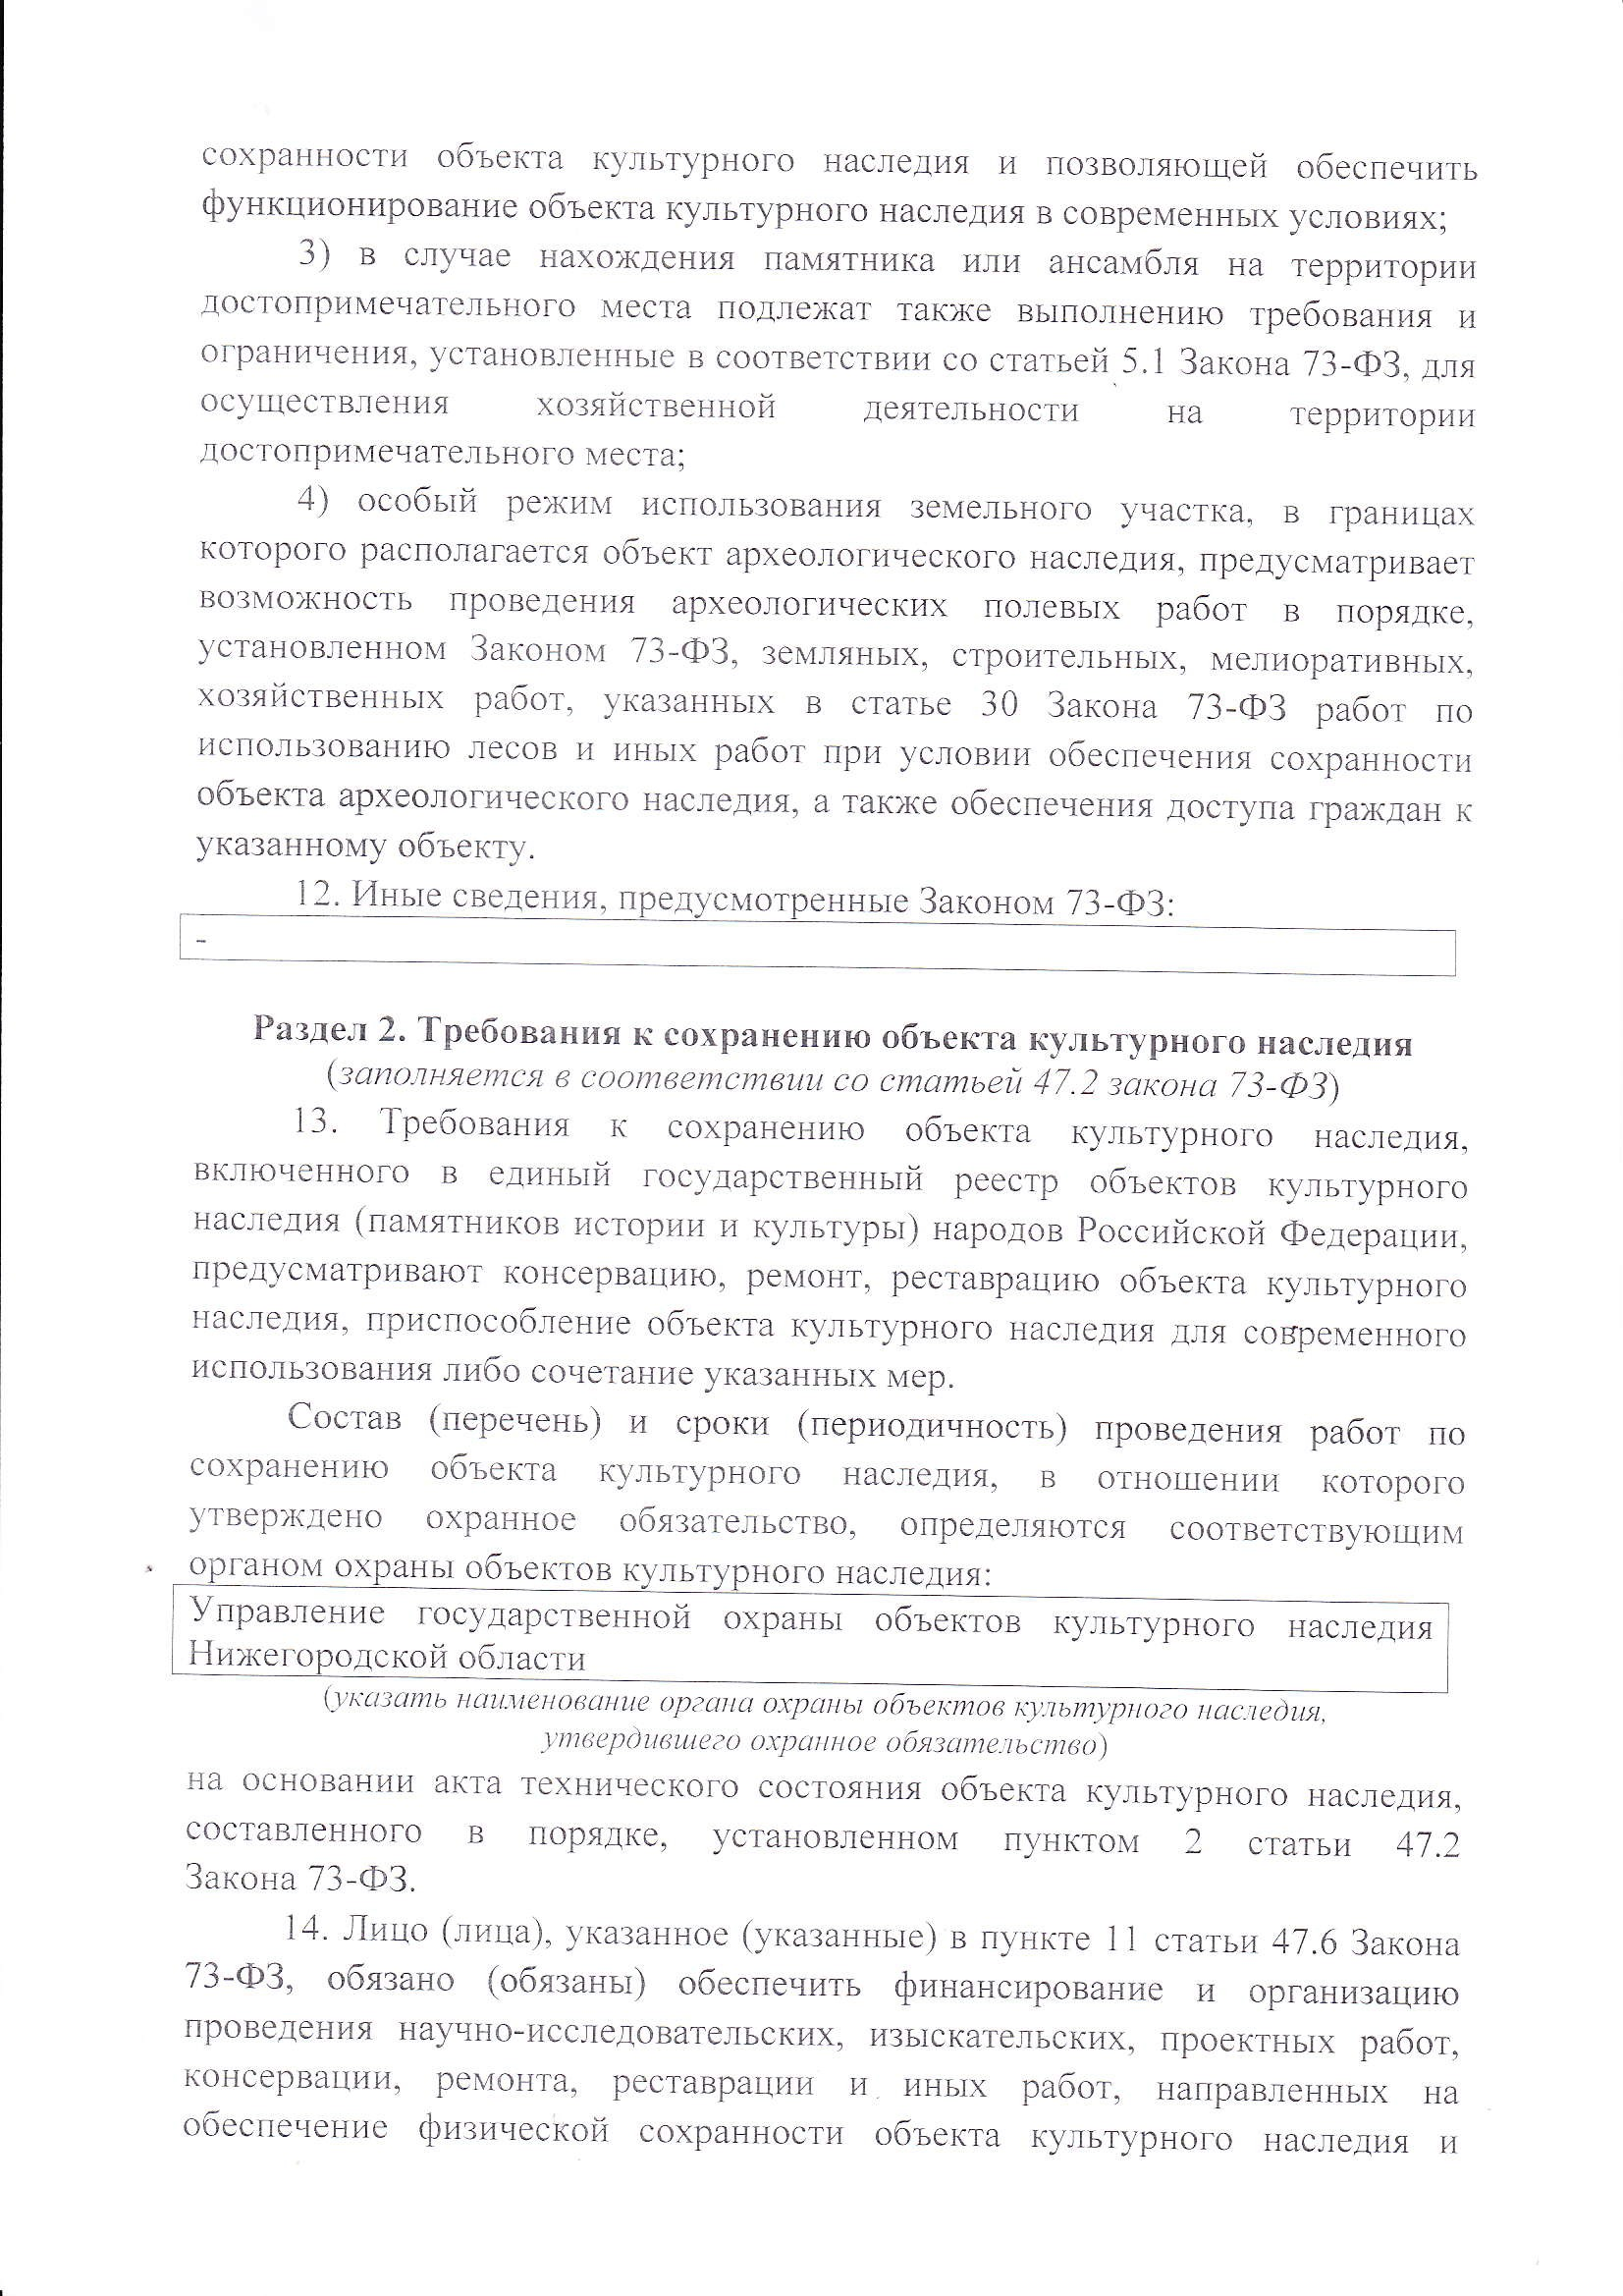 сохранности объекта культурного наследия и позволяющей обеспечить
функционирование объекта культурного наследия в современных условиях;
3) в случае нахождения памятника или ансамбля на территории
достопримечательного места подлежат также выполнению требования и
ограничения, установленные в соответствии со статьей 5.1 Закона 73-ФЗ, для
осуществления хозяйственной деятельности на территории
достопримечательного места;
4) особый режим использования земельного участка, в границах
которого располагается объект археологического наследия, предусматривает
возможность проведения археологических полевых работ в порядке,
установленном Законом 73-ФЗ, земляных, строительных, мелиоративных,
хозяйственных работ, указанных в статье 30 Закона 73-ФЗ работ по
использованию лесов и иных работ при условии обеспечения сохранности
объекта археологического наследия, а также обеспечения доступа граждан к
указанному объекту.
12. Иные сведения, предусмотренные Законом 73-ФЗ:
-
Раздел 2. Требования к сохранению объекта культурного наследия
(заполняется в соответствии со статьей 47.2 закона 73-ФЗ)
13. Требования к сохранению объекта культурного наследия,
включенного в единый государственный реестр объектов культурного
наследия (памятников истории и культуры) народов Российской Федерации,
предусматривают консервацию, ремонт, реставрацию объекта культурного
наследия, приспособление объекта культурного наследия для современного
использования либо сочетание указанных мер.
Состав (перечень) и сроки (периодичность) проведения работ по
сохранению объекта культурного наследия, в отношении которого
утверждено охранное обязательство, определяются соответствующим
органом охраны объектов культурного наследия:
Управление государственной охраны объектов культурного наследия
Нижегородской области
(указать наименование органа охраны объектов культурного наследия,
утвердившего охранное обязательство)
на основании акта технического состояния объекта культурного наследия,
составленного в порядке, установленном пунктом 2 статьи 47.2
Закона 73-ФЗ.
14. Лицо (лица), указанное (указанные) в пункте 11 статьи 47.6 Закона
73-ФЗ, обязано (обязаны) обеспечить финансирование и организацию
проведения научно-исследовательских, изыскательских, проектных работ,
консервации, ремонта, реставрации и иных работ, направленных на
обеспечение физической сохранности объекта культурного наследия и